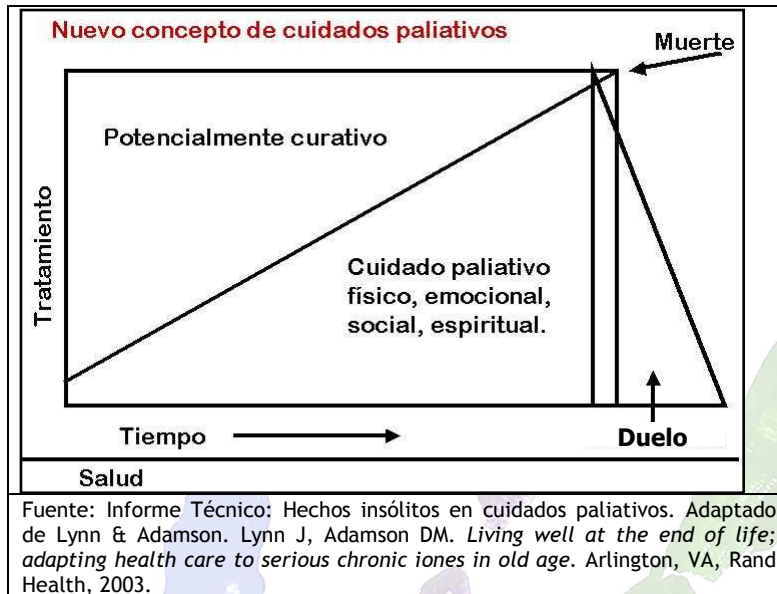 Nuevo concepto de cuidados paliativos
Muerte
Potencialmente curativo
Tratamiento
Cuidado paliativo
físico, emocional,
social, espiritual.
Tiempo
Duelo
Salud
Fuente: Informe Técnico: Hechos insólitos en cuidados paliativos. Adaptado
de Lynn & Adamson. Lynn J, Adamson DM. Living well at the end of life;
adapting health care to serious chronic iones in old age. Arlington, VA, Rand
Health, 2003.